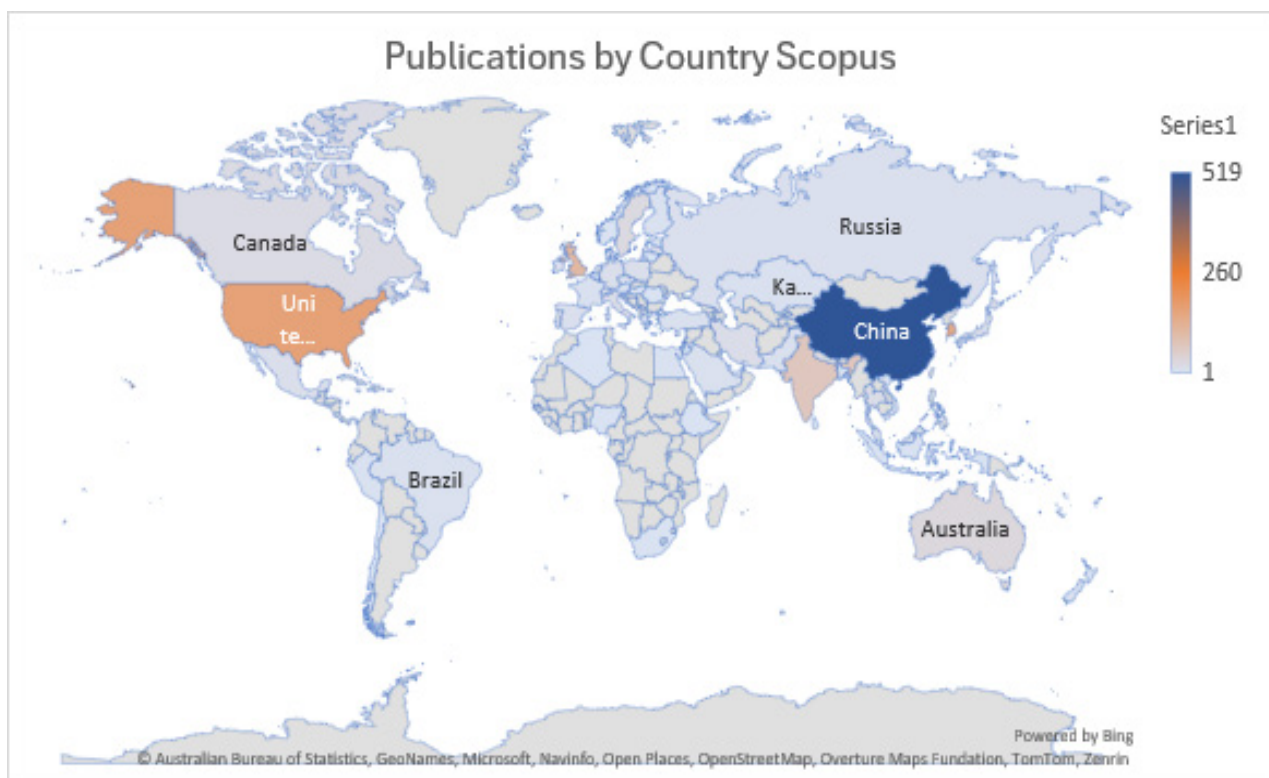 Publications by Country Scopus
Series1
519
260
1
Canada
Russia
Ka...
Uni
te...
China
Brazil
Australia
Powered by Bing
© Australian Bureau of Statistics, GeoNames, Microsoft, Navinfo, Open Places, OpenStreetMap, Overture Maps Fundation, TomTom, Zenrin